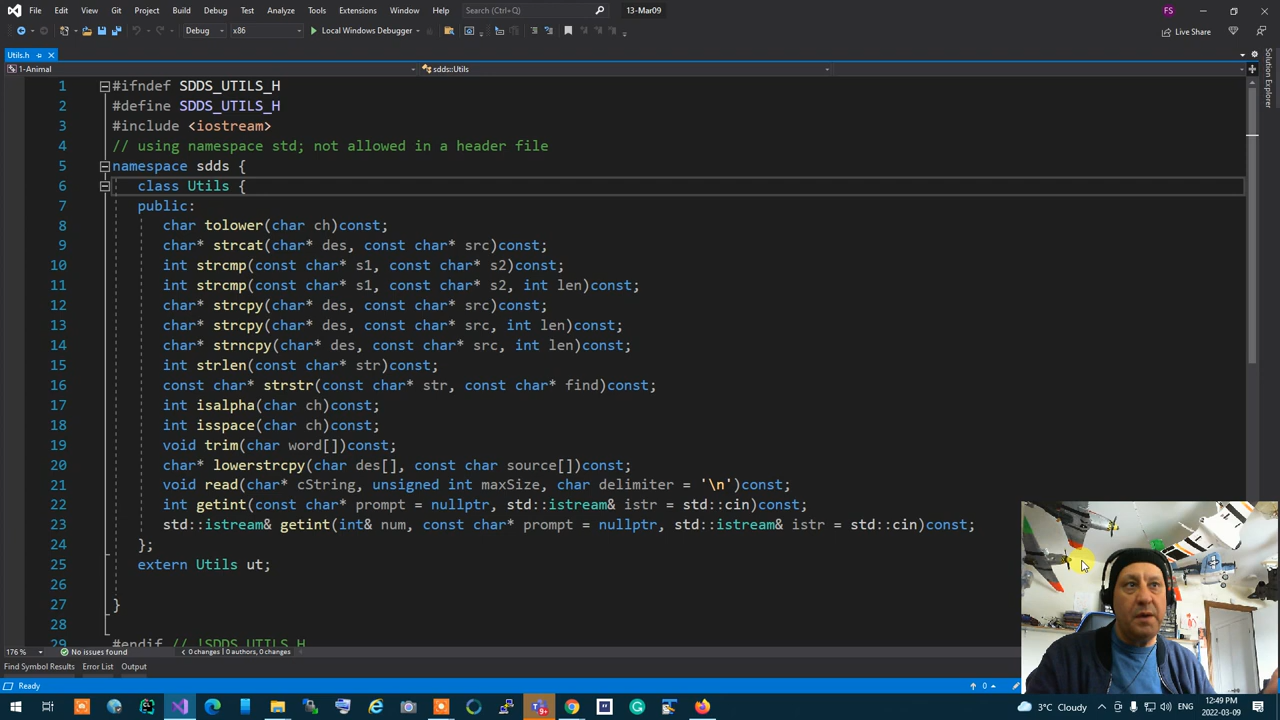 File Edit View Git Project Build Debug Test Analyze Tools Extensions Window Help Search (Ctrl+Q) 13-Mar09 FS
Debug x86 Local Windows Debugger Live Share
Utils.h
1-Animal sdds::Utils
Solution Explorer
1 #ifndef SDDS_UTILS_H
2 #define SDDS_UTILS_H
3 #include <iostream>
4 // using namespace std; not allowed in a header file
5 namespace sdds {
6 class Utils {
7 public:
8 char tolower(char ch)const;
9 char* strcat(char* des, const char* src)const;
10 int strcmp(const char* s1, const char* s2)const;
11 int strcmp(const char* s1, const char* s2, int len)const;
12 char* strcpy(char* des, const char* src)const;
13 char* strcpy(char* des, const char* src, int len)const;
14 char* strncpy(char* des, const char* src, int len)const;
15 int strlen(const char* str)const;
16 const char* strstr(const char* str, const char* find)const;
17 int isalpha(char ch)const;
18 int isspace(char ch)const;
19 void trim(char word[])const;
20 char* lowerstrcpy(char des[], const char source[])const;
21 void read(char* cString, unsigned int maxSize, char delimiter = '\n')const;
22 int getint(const char* prompt = nullptr, std::istream& istr = std::cin)const;
23 std::istream& getint(int& num, const char* prompt = nullptr, std::istream& istr = std::cin)const;
24 };
25 extern Utils ut;
26
27 }
28
29 #endif // !SDDS_UTILS_H
176 % No issues found 0 changes | 0 authors, 0 changes
Find Symbol Results Error List Output
Ready 0
3°C Cloudy ENG 12:49 PM 2022-03-09